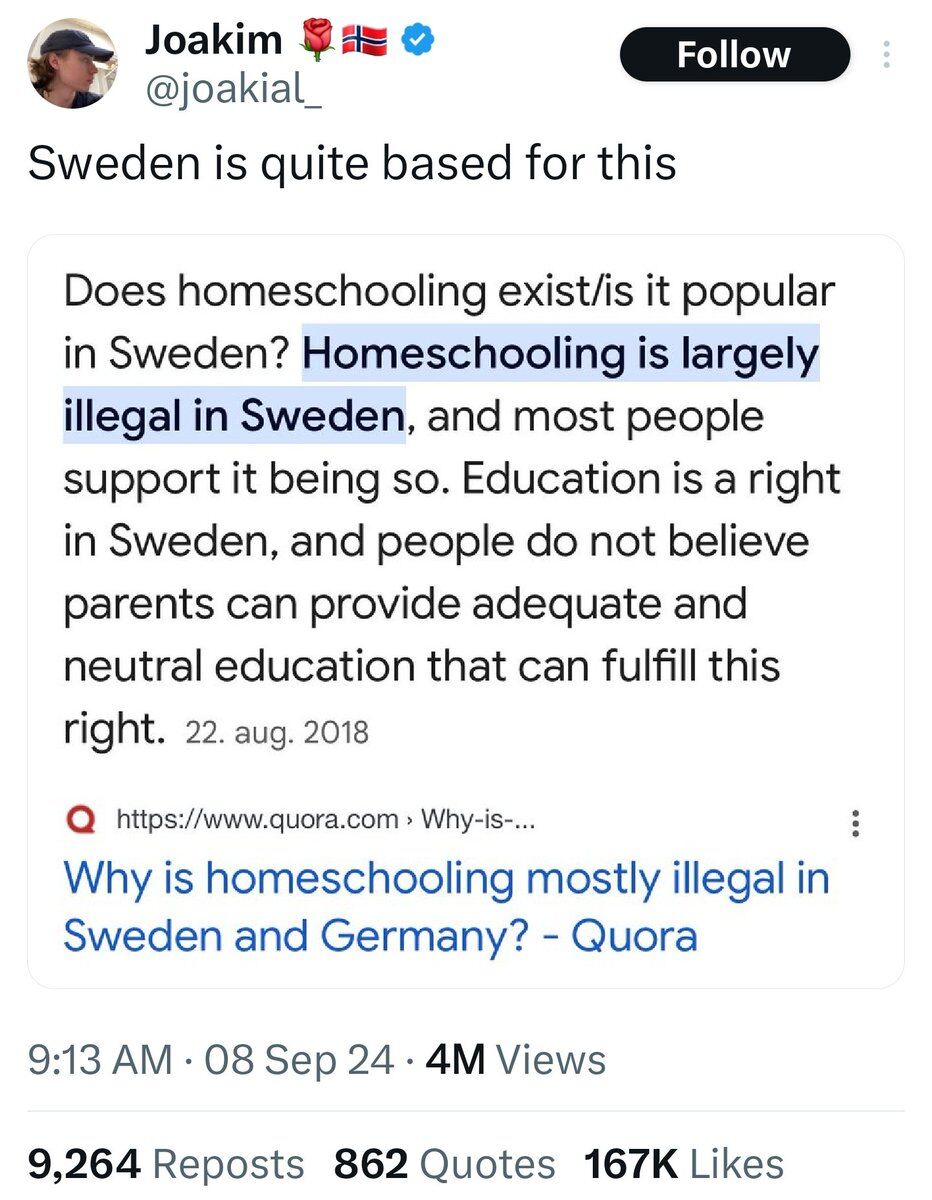 Joakim 🌹🇳🇴
@joakial_
Follow
Sweden is quite based for this
Does homeschooling exist/is it popular
in Sweden? Homeschooling is largely
illegal in Sweden, and most people
support it being so. Education is a right
in Sweden, and people do not believe
parents can provide adequate and
neutral education that can fulfill this
right. 22. aug. 2018
https://www.quora.com › Why-is-...
Why is homeschooling mostly illegal in
Sweden and Germany? - Quora
9:13 AM · 08 Sep 24 · 4M Views
9,264 Reposts 862 Quotes 167K Likes